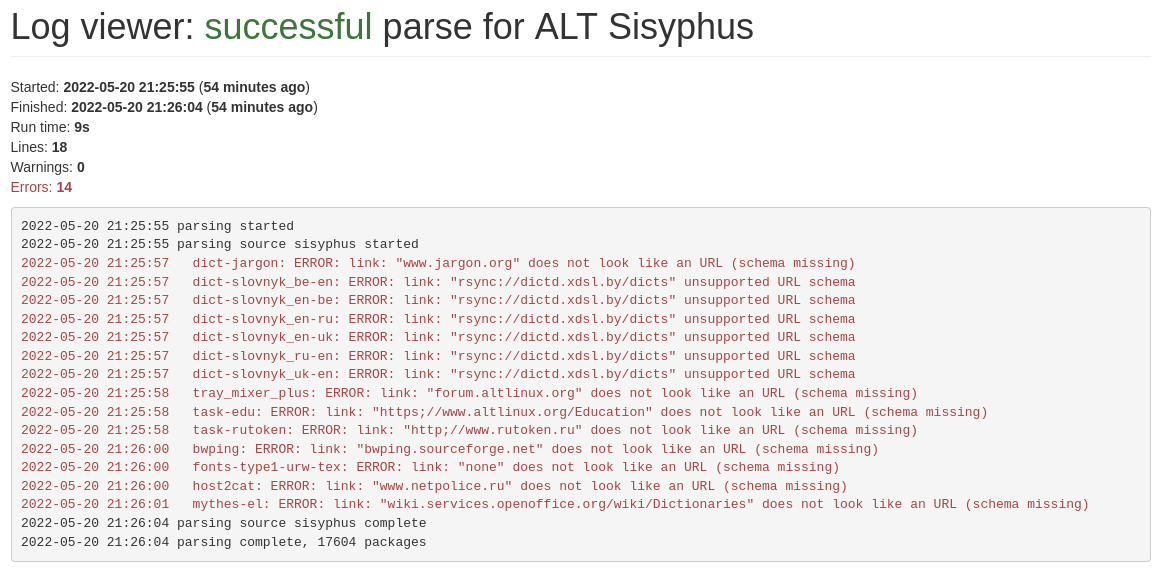 Log viewer: successful parse for ALT Sisyphus
Started: 2022-05-20 21:25:55 (54 minutes ago)
Finished: 2022-05-20 21:26:04 (54 minutes ago)
Run time: 9s
Lines: 18
Warnings: 0
Errors: 14
2022-05-20 21:25:55 parsing started
2022-05-20 21:25:55 parsing source sisyphus started
2022-05-20 21:25:57   dict-jargon: ERROR: link: "www.jargon.org" does not look like an URL (schema missing)
2022-05-20 21:25:57   dict-slovnyk_be-en: ERROR: link: "rsync://dictd.xdsl.by/dicts" unsupported URL schema
2022-05-20 21:25:57   dict-slovnyk_en-be: ERROR: link: "rsync://dictd.xdsl.by/dicts" unsupported URL schema
2022-05-20 21:25:57   dict-slovnyk_en-ru: ERROR: link: "rsync://dictd.xdsl.by/dicts" unsupported URL schema
2022-05-20 21:25:57   dict-slovnyk_en-uk: ERROR: link: "rsync://dictd.xdsl.by/dicts" unsupported URL schema
2022-05-20 21:25:57   dict-slovnyk_ru-en: ERROR: link: "rsync://dictd.xdsl.by/dicts" unsupported URL schema
2022-05-20 21:25:57   dict-slovnyk_uk-en: ERROR: link: "rsync://dictd.xdsl.by/dicts" unsupported URL schema
2022-05-20 21:25:58   tray_mixer_plus: ERROR: link: "forum.altlinux.org" does not look like an URL (schema missing)
2022-05-20 21:25:58   task-edu: ERROR: link: "https;//www.altlinux.org/Education" does not look like an URL (schema missing)
2022-05-20 21:25:58   task-rutoken: ERROR: link: "http;//www.rutoken.ru" does not look like an URL (schema missing)
2022-05-20 21:26:00   bwping: ERROR: link: "bwping.sourceforge.net" does not look like an URL (schema missing)
2022-05-20 21:26:00   fonts-type1-urw-tex: ERROR: link: "none" does not look like an URL (schema missing)
2022-05-20 21:26:00   host2cat: ERROR: link: "www.netpolice.ru" does not look like an URL (schema missing)
2022-05-20 21:26:01   mythes-el: ERROR: link: "wiki.services.openoffice.org/wiki/Dictionaries" does not look like an URL (schema missing)
2022-05-20 21:26:04 parsing source sisyphus complete
2022-05-20 21:26:04 parsing complete, 17604 packages